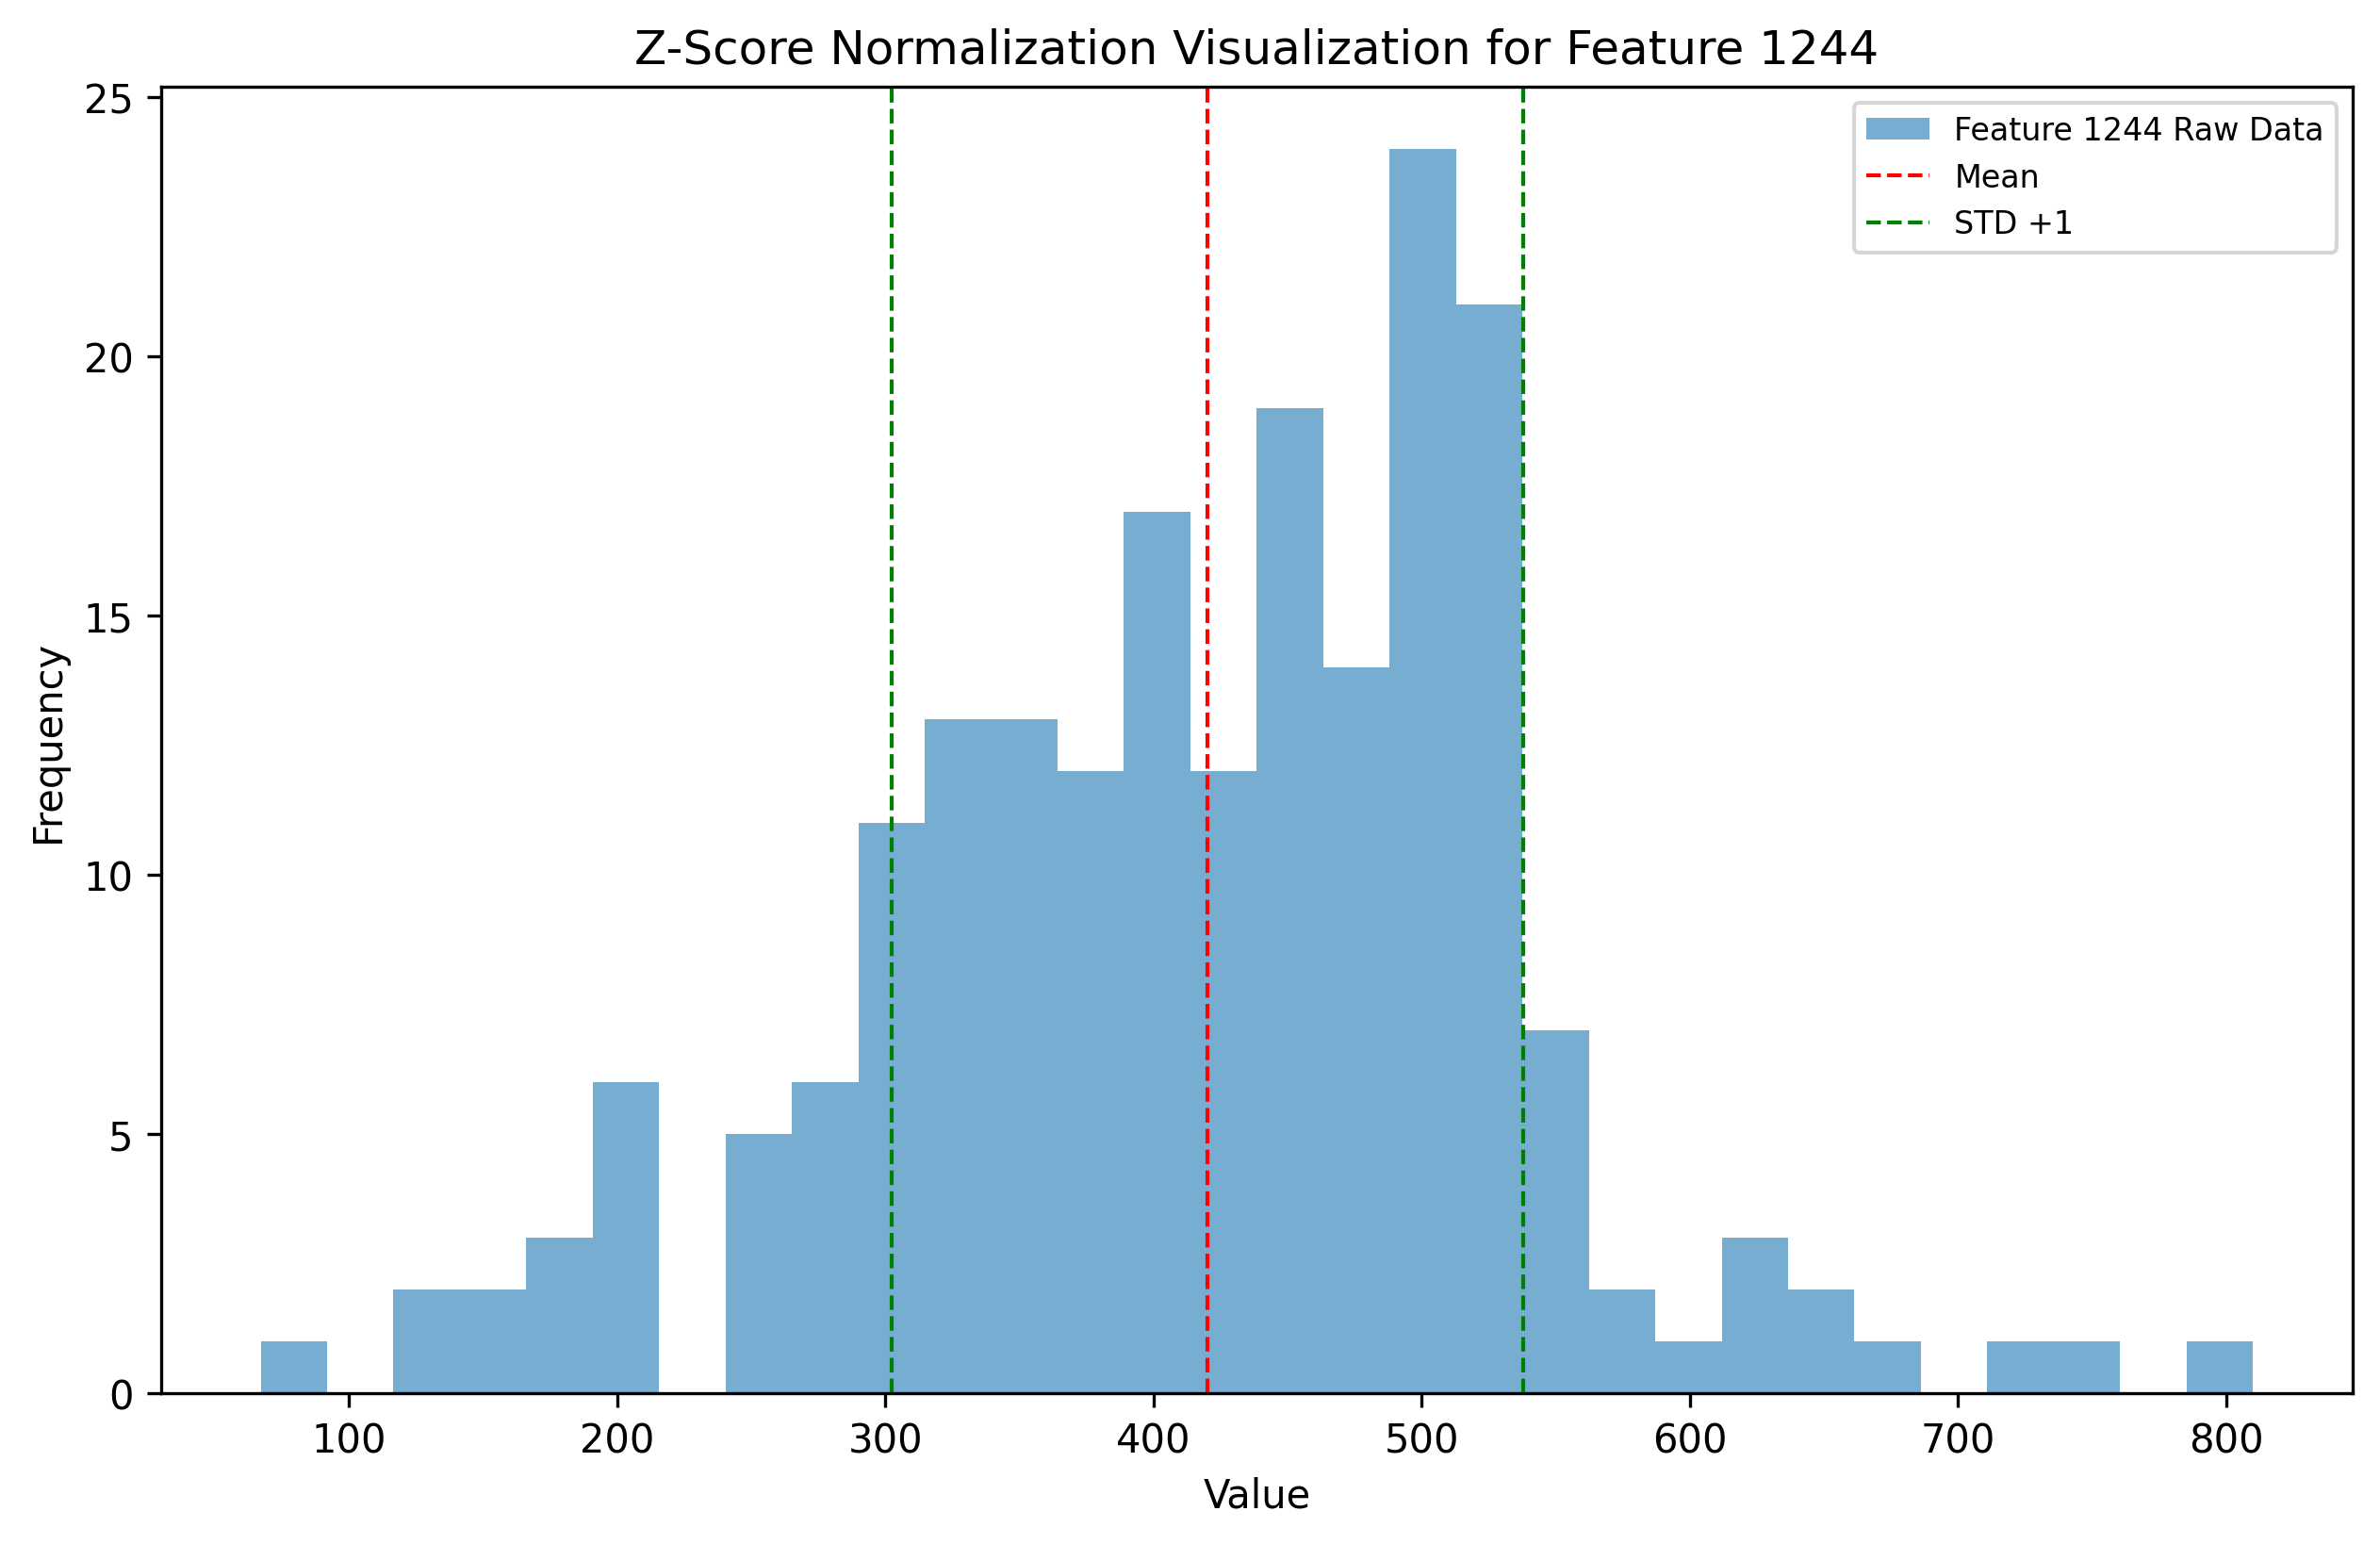 Z-Score Normalization Visualization for Feature 1244
Feature 1244 Raw Data
Mean
STD +1
25
20
15
10
5
0
Frequency
100 200 300 400 500 600 700 800
Value